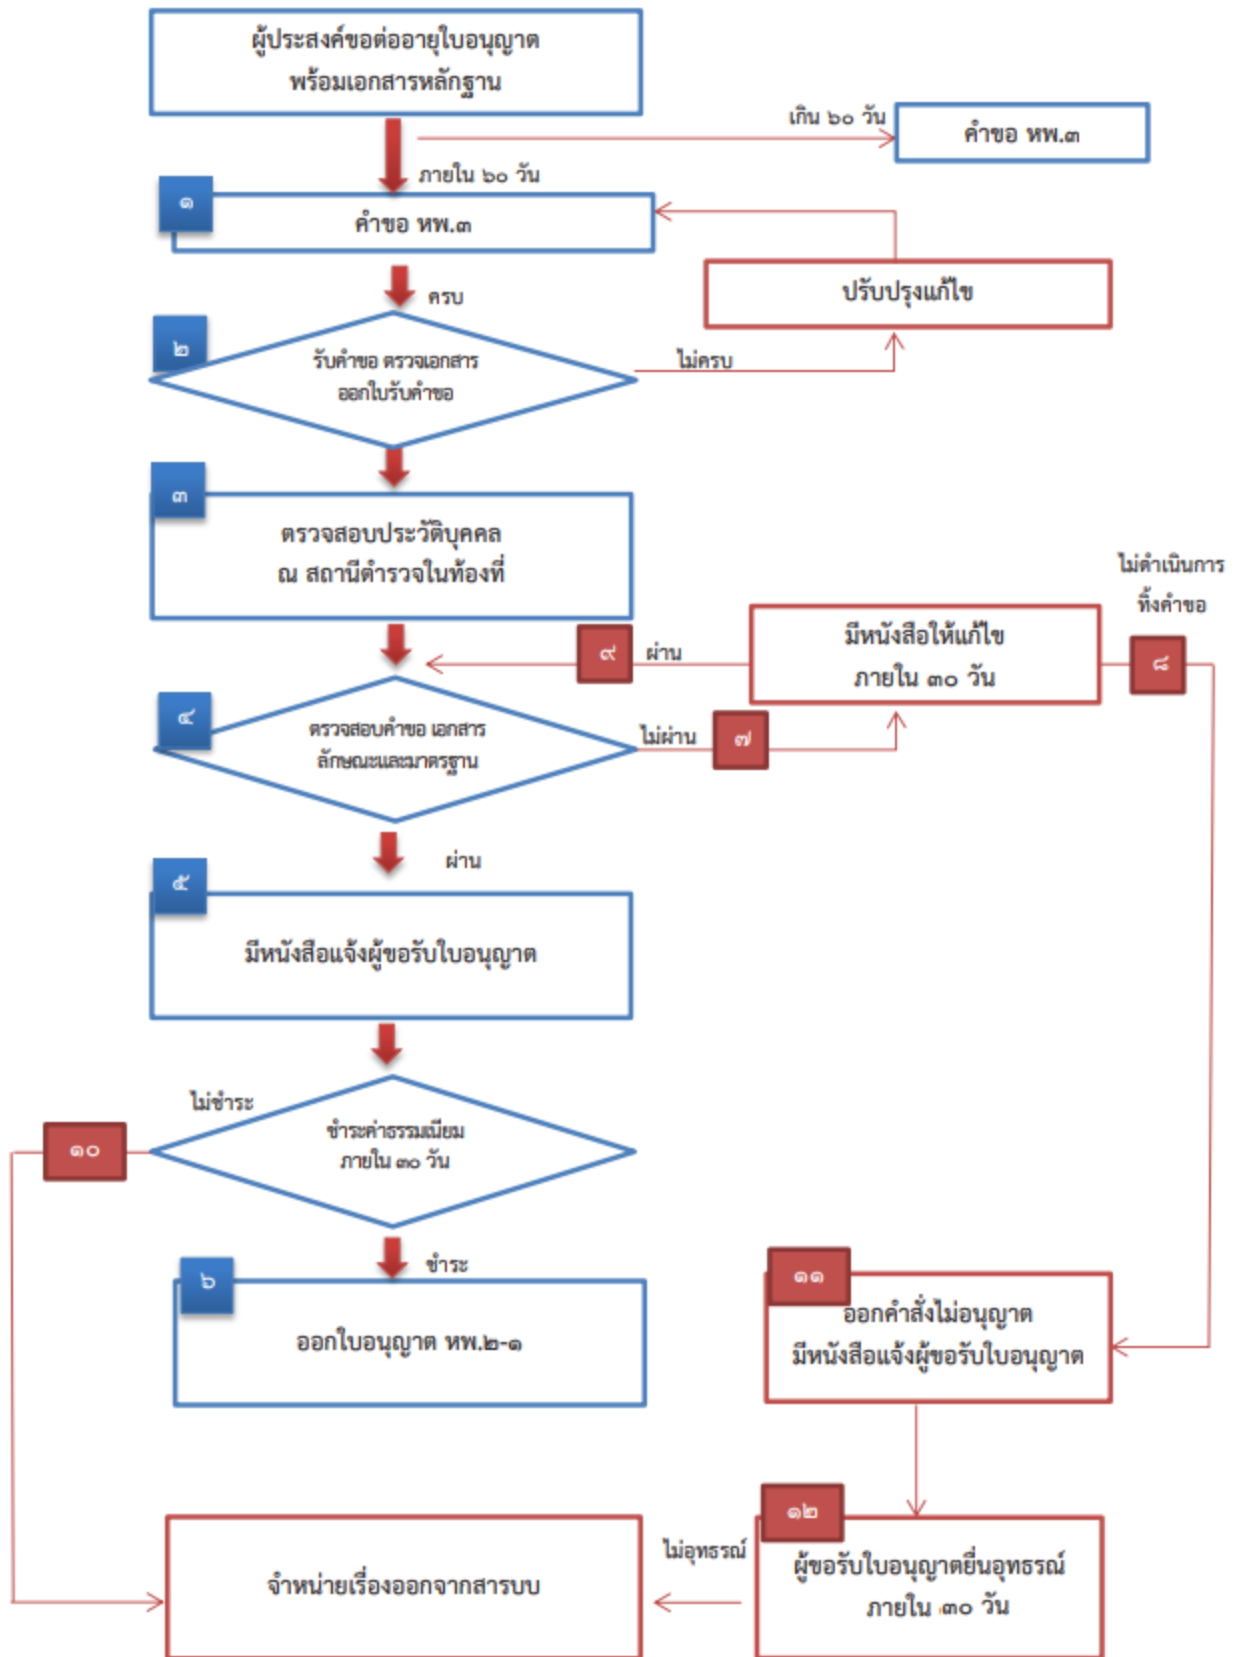 ผู้ประสงค์ขอต่ออายุใบอนุญาต
พร้อมเอกสารหลักฐาน
เกิน ๖๐ วัน
คำขอ หพ.๓
ภายใน ๖๐ วัน
๑
คำขอ หพ.๓
ปรับปรุงแก้ไข
ครบ
๒
รับคำขอ ตรวจเอกสาร
ออกใบรับคำขอ
ไม่ครบ
๓
ตรวจสอบประวัติบุคคล
ณ สถานีตำรวจในท้องที่
ไม่ดำเนินการ
ทิ้งคำขอ
มีหนังสือให้แก้ไข
ภายใน ๓๐ วัน
๙
ผ่าน
๘
๔
ตรวจสอบคำขอ เอกสาร
ลักษณะและมาตรฐาน
ไม่ผ่าน
๗
ผ่าน
๕
มีหนังสือแจ้งผู้ขอรับใบอนุญาต
ไม่ชำระ
๑๐
ชำระค่าธรรมเนียม
ภายใน ๓๐ วัน
ชำระ
๖
ออกใบอนุญาต หพ.๒-๑
๑๑
ออกคำสั่งไม่อนุญาต
มีหนังสือแจ้งผู้ขอรับใบอนุญาต
๑๒
ผู้ขอรับใบอนุญาตยื่นอุทธรณ์
ภายใน ๓๐ วัน
ไม่อุทธรณ์
จำหน่ายเรื่องออกจากสารบบ